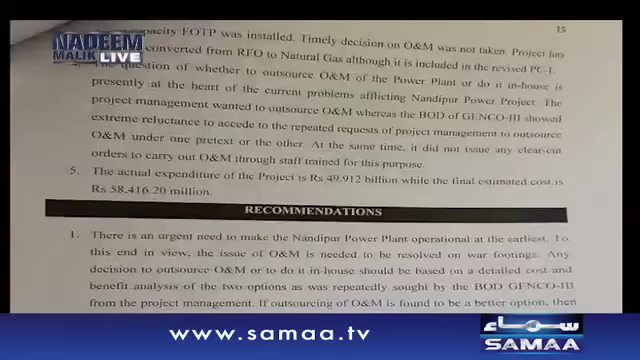 15
NADEEM
MALIK LIVE
capacity FOTP was installed. Timely decision on O&M was not taken. Project has
converted from RFO to Natural Gas although it is included in the revised PC-1.
question of whether to outsource O&M of the Power Plant or do it in-house is
presently at the heart of the current problems afflicting Nandipur Power Project. The
project management wanted to outsource O&M whereas the BOD of GENCO-III showed
extreme reluctance to accede to the repeated requests of project management to outsource
O&M under one pretext or the other. At the same time, it did not issue any clear-cut
orders to carry out O&M through staff trained for this purpose.
5. The actual expenditure of the Project is Rs 49.912 billion while the final estimated cost is
Rs 58,416.20 million.
RECOMMENDATIONS
1. There is an urgent need to make the Nandipur Power Plant operational at the earliest. To
this end in view, the issue of O&M is needed to be resolved on war footings. Any
decision to outsource O&M or to do it in-house should be based on a detailed cost and
benefit analysis of the two options as was repeatedly sought by the BOD GENCO-III
from the project management. If outsourcing of O&M is found to be a better option, then
www.samaa.tv
سماء
SAMAA